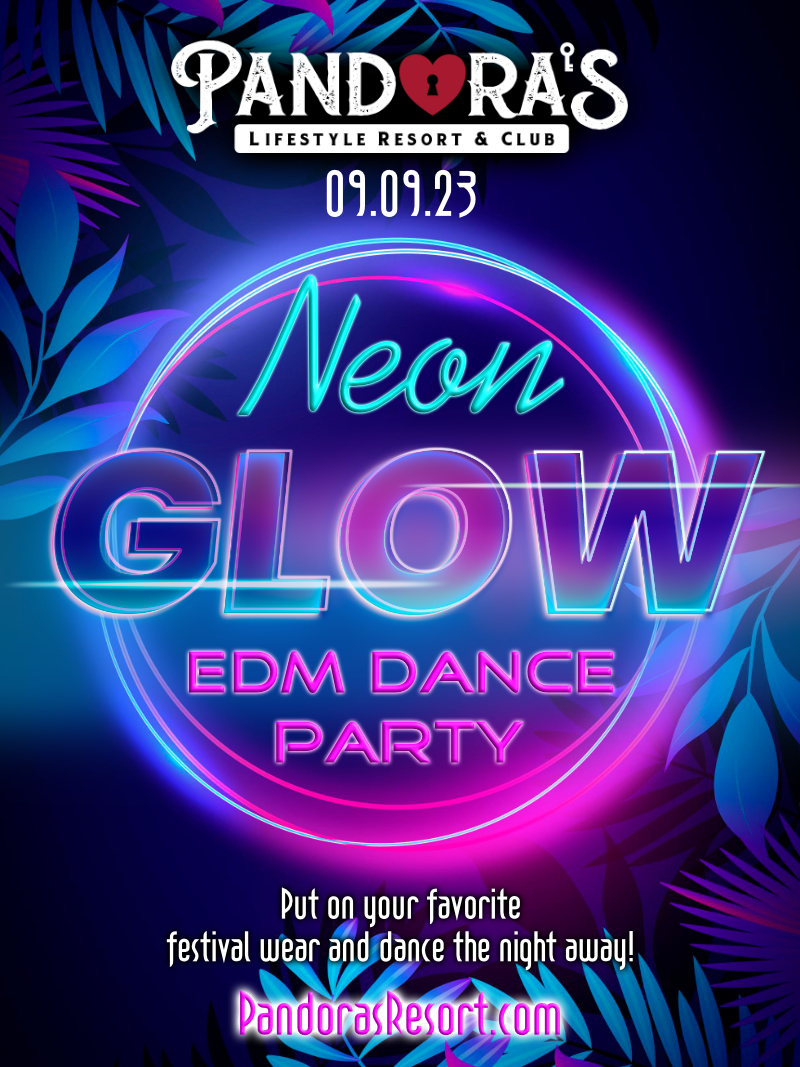 PANDORA'S
LIFESTYLE RESORT & CLUB
09.09.23
Neon
GLOW
EDM DANCE
PARTY
Put on your favorite
festival wear and dance the night away!
PandorasResort.com